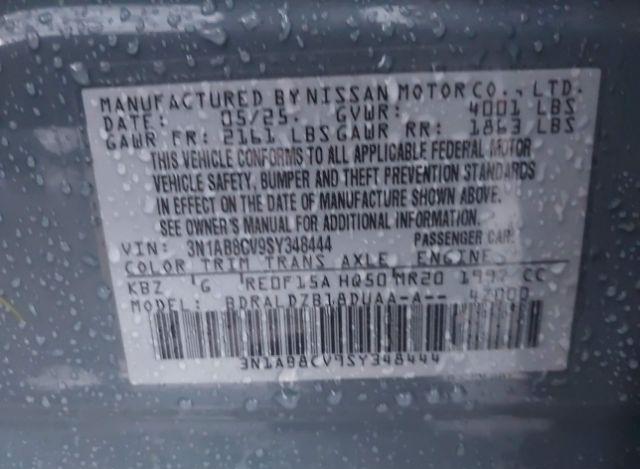 MANUFACTURED BY NISSAN MOTOR CO., LTD.
DATE: 05/25. GVWR: 4001 LBS
GAWR FR: 2161 LBS GAWR RR: 1863 LBS
THIS VEHICLE CONFORMS TO ALL APPLICABLE FEDERAL MOTOR
VEHICLE SAFETY, BUMPER AND THEFT PREVENTION STANDARDS
IN EFFECT ON THE DATE OF MANUFACTURE SHOWN ABOVE.
SEE OWNER'S MANUAL FOR ADDITIONAL INFORMATION.
VIN: 3N1AB8CV9SY348444 PASSENGER CAR
COLOR TRIM TRANS AXLE ENGINE
KBZ G RE0F15A HQ50 MR20 1997 CC
MODEL: BDRALDZB18DUAA-A-- 47000
3N1AB8CV9SY348444